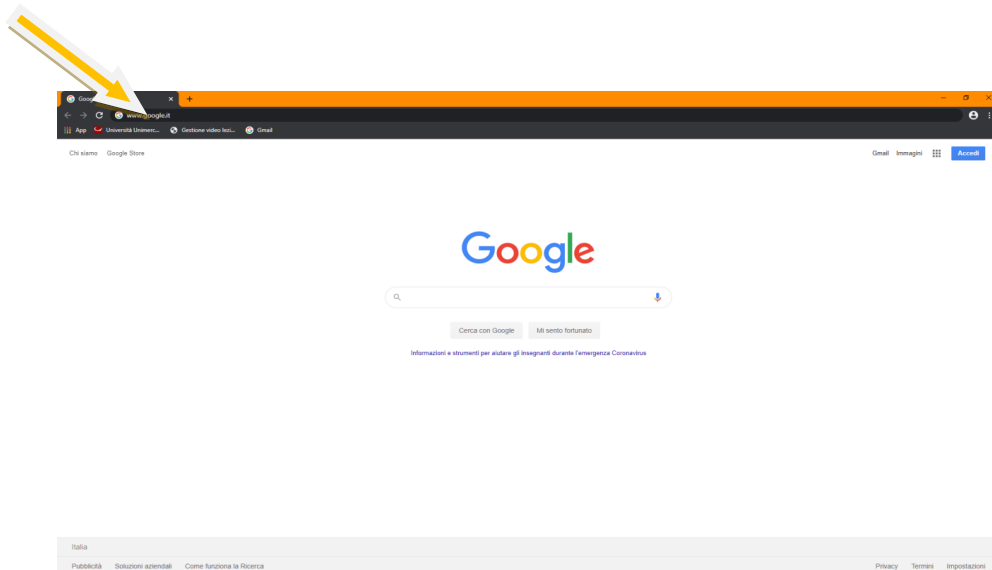 Goog
www.google.it
App Università Unimerc... Gestione video lezi... Gmail
Chi siamo Google Store Gmail Immagini Accedi
Google
Cerca con Google Mi sento fortunato
Informazioni e strumenti per aiutare gli insegnanti durante l'emergenza Coronavirus
Italia
Pubblicità Soluzioni aziendali Come funziona la Ricerca Privacy Termini Impostazioni